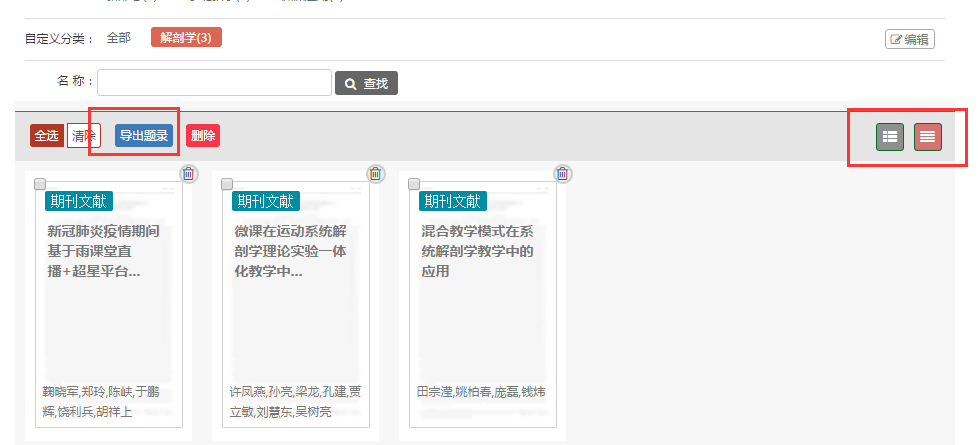 自定义分类： 全部 解剖学(3) 编辑
名 称： 查找
全选 清除 导出题录 删除
期刊文献
新冠肺炎疫情期间
基于雨课堂直
播+超星平台...
鞠晓军,郑玲,陈峡,于鹏
辉,饶利兵,胡祥上
期刊文献
微课在运动系统解
剖学理论实验一体
化教学中...
许凤燕,孙亮,梁龙,孔建,贾
立敏,刘慧东,吴树亮
期刊文献
混合教学模式在系
统解剖学教学中的
应用
田宗滢,姚柏春,庞磊,钱炜